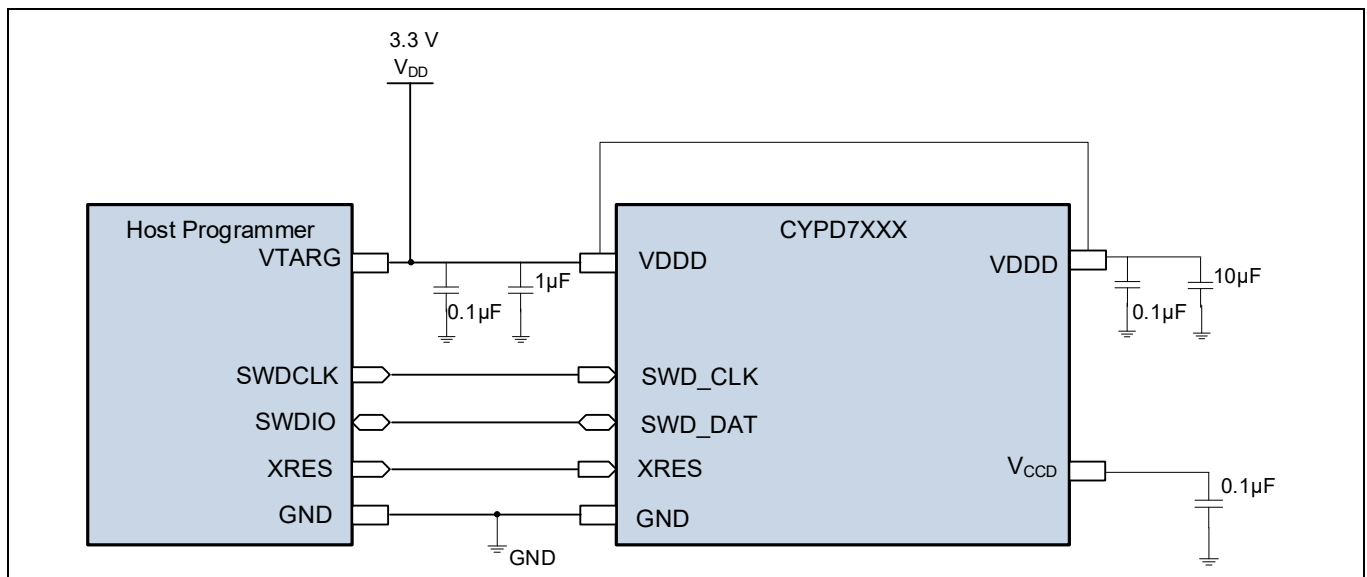 3.3 V
VDD
Host Programmer
CYPD7XXX
VTARG
VDDD
VDDD
1µF
0.1µF
10µF
0.1µF
SWDCLK
SWD_CLK
SWDIO
SWD_DAT
XRES
XRES
VCCD
0.1µF
GND
GND
GND